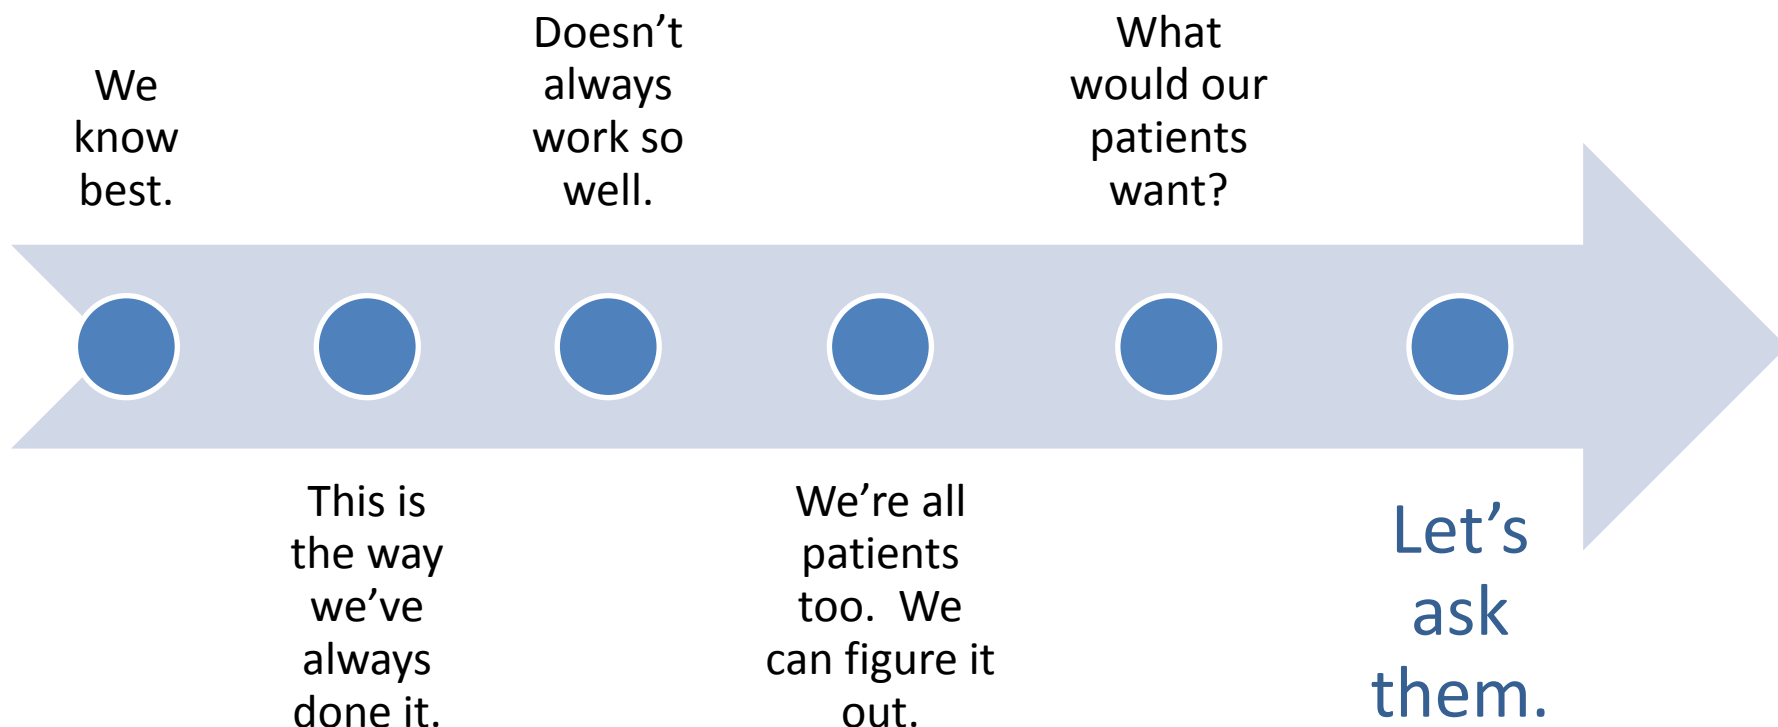 We
know
best.
This is
the way
we’ve
always
done it.
Doesn’t
always
work so
well.
We’re all
patients
too.  We
can figure it
out.
What
would our
patients
want?
Let’s
ask
them.